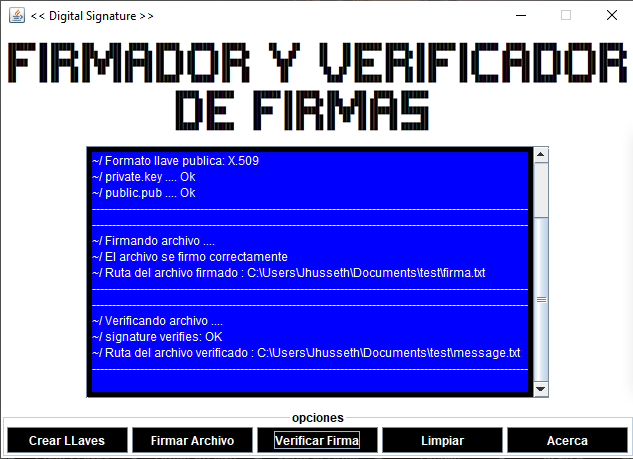 << Digital Signature >>
FIRMADOR Y VERIFICADOR
DE FIRMAS
~/ Formato llave publica: X.509
~/ private.key .... Ok
~/ public.pub .... Ok
~/ Firmando archivo ....
~/ El archivo se firmo correctamente
~/ Ruta del archivo firmado : C:\Users\Jhusseth\Documents\test\firma.txt
~/ Verificando archivo ....
~/ signature verifies: OK
~/ Ruta del archivo verificado : C:\Users\Jhusseth\Documents\test\message.txt
opciones
Crear LLaves
Firmar Archivo
Verificar Firma
Limpiar
Acerca